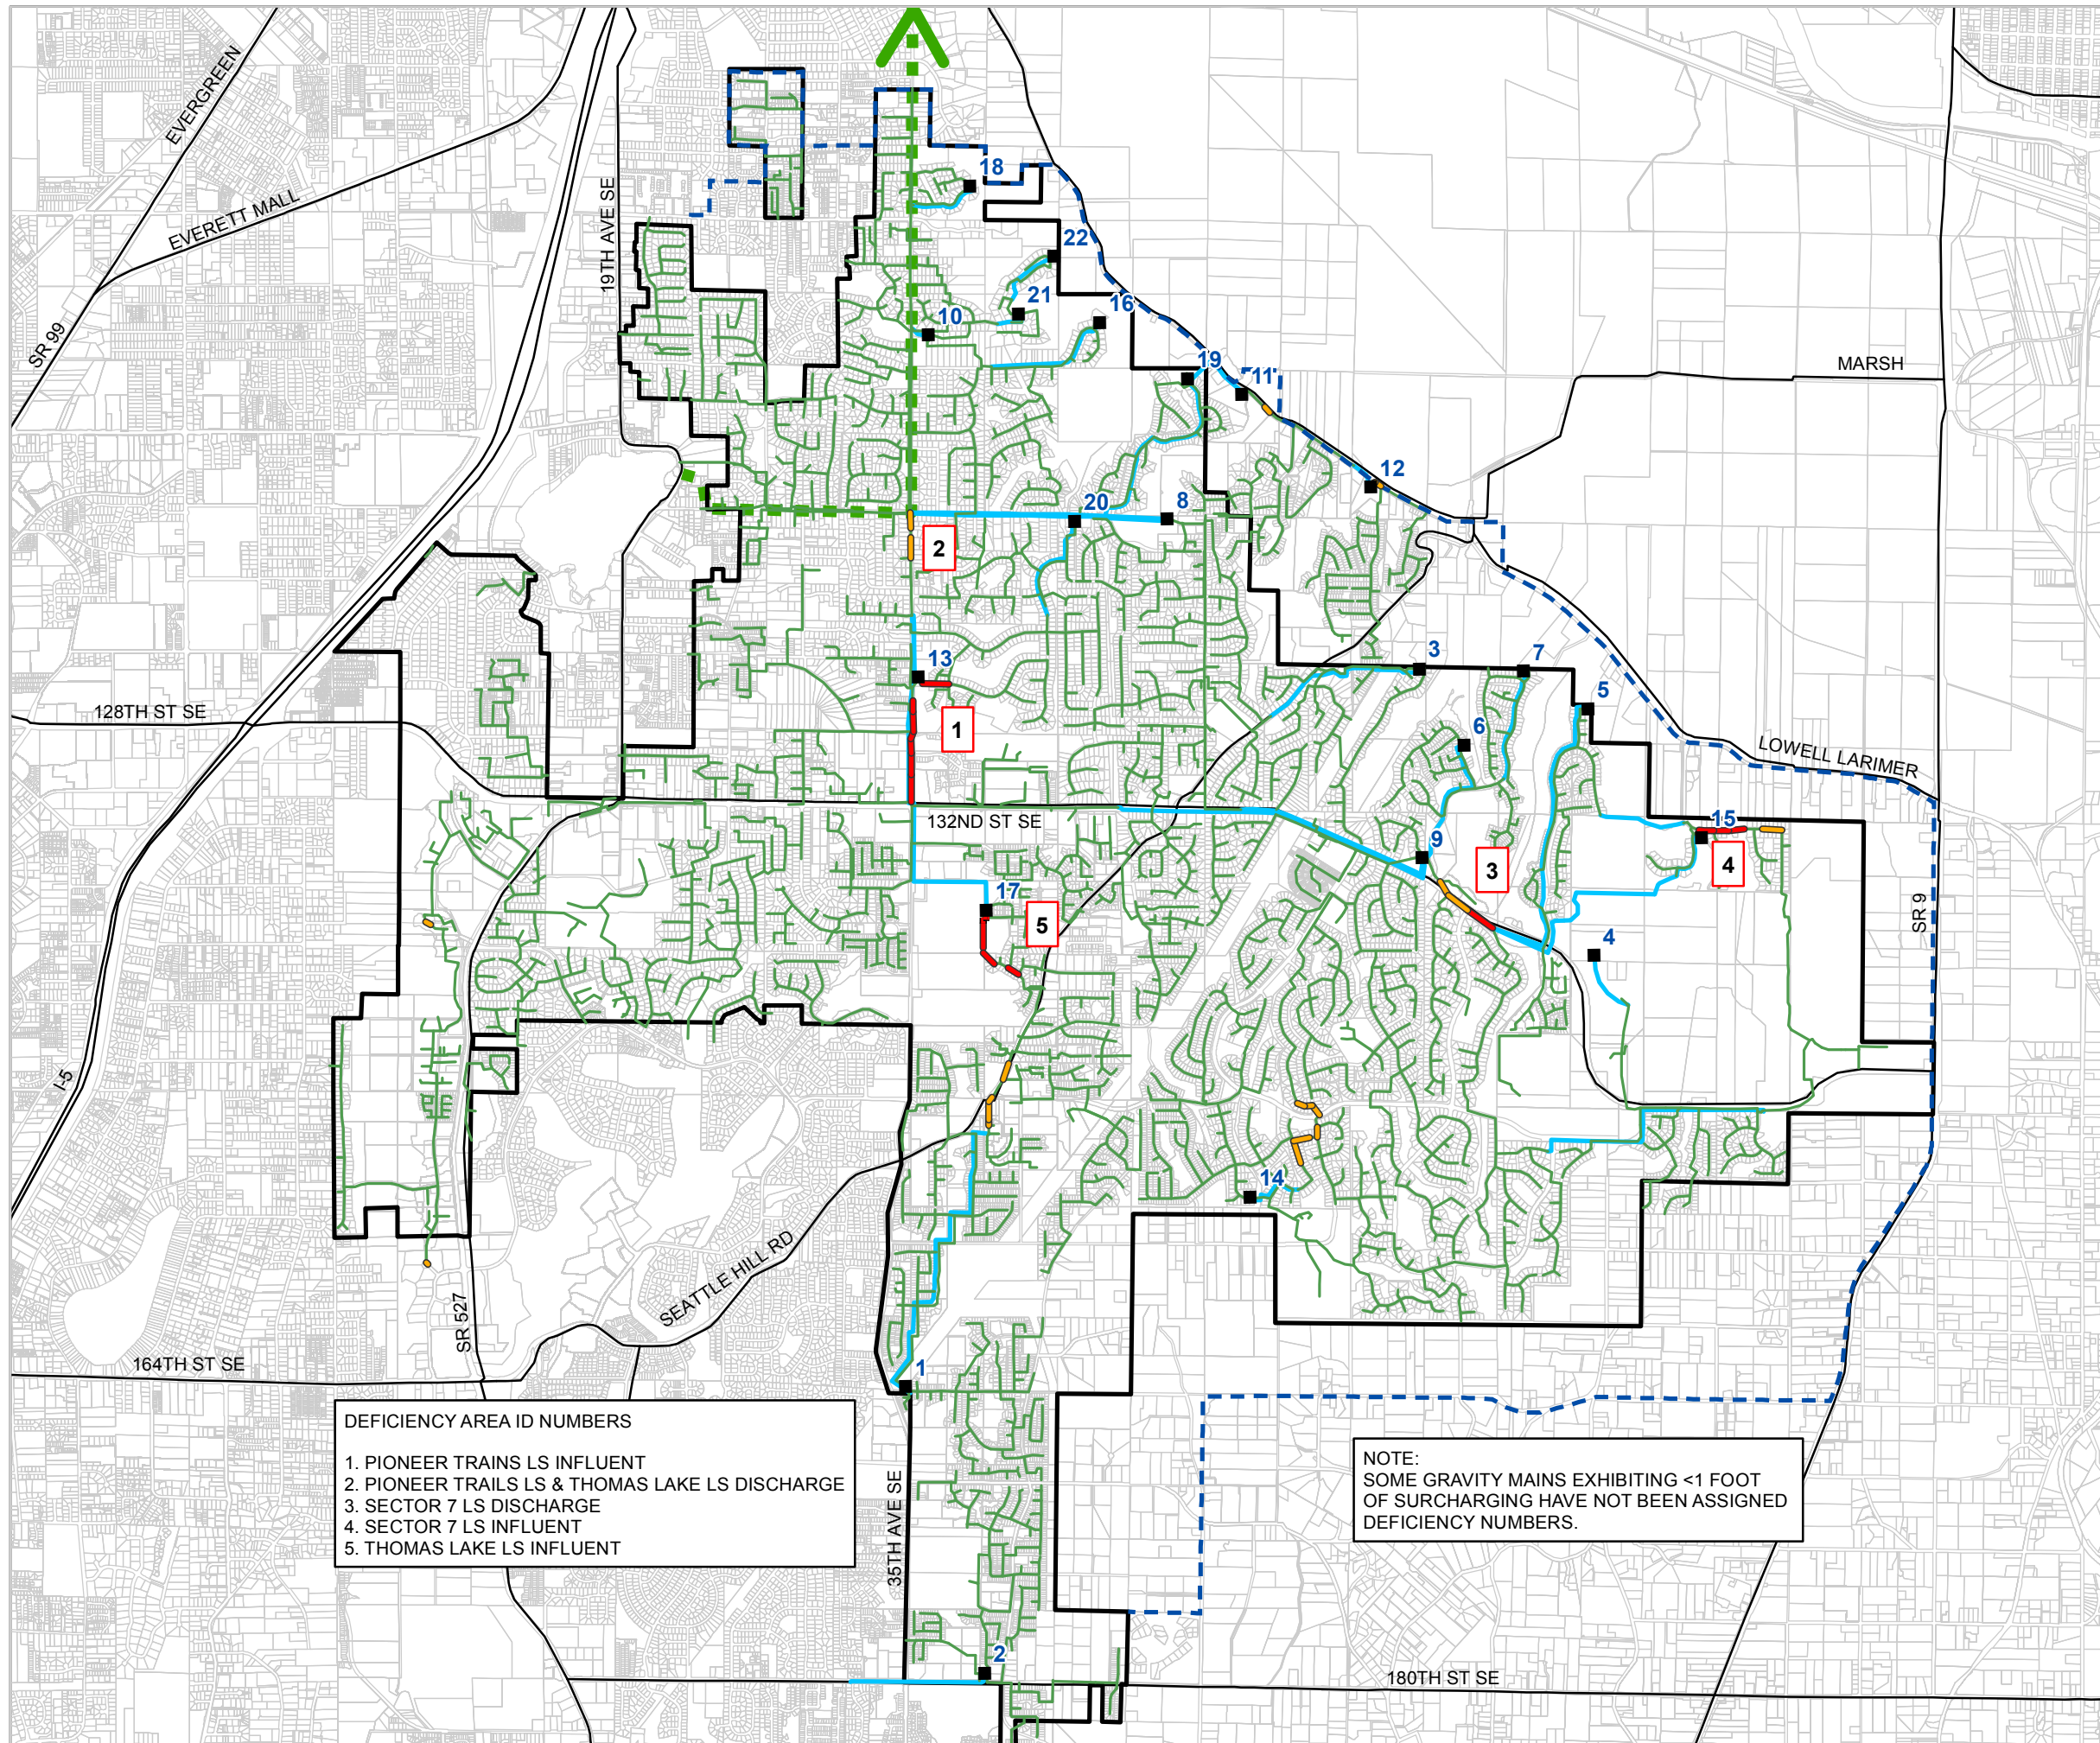 EVERGREEN
EVERETT MALL
SR 99
19TH AVE SE
18
22
21
16
10
19
11
MARSH
12
20
8
2
13
3
7
5
1
6
128TH ST SE
LOWELL LARIMER
132ND ST SE
15
9
3
4
17
5
4
SR 9
I-5
14
SEATTLE HILL RD
SR 527
164TH ST SE
1
35TH AVE SE
2
180TH ST SE
DEFICIENCY AREA ID NUMBERS
1. PIONEER TRAINS LS INFLUENT
2. PIONEER TRAILS LS & THOMAS LAKE LS DISCHARGE
3. SECTOR 7 LS DISCHARGE
4. SECTOR 7 LS INFLUENT
5. THOMAS LAKE LS INFLUENT
NOTE:
SOME GRAVITY MAINS EXHIBITING <1 FOOT
OF SURCHARGING HAVE NOT BEEN ASSIGNED
DEFICIENCY NUMBERS.